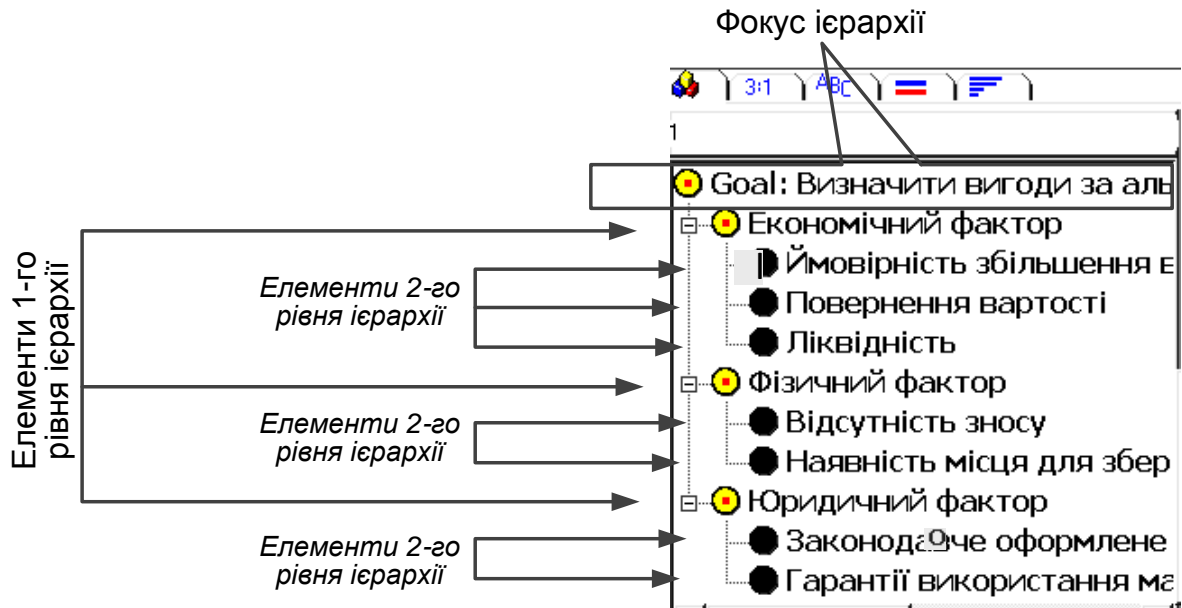 Фокус ієрархії
3:1
ABC
1
Goal: Визначити вигоди за аль
Економічний фактор
Ймовірність збільшення в
Повернення вартості
Ліквідність
Фізичний фактор
Відсутність зносу
Наявність місця для збер
Юридичний фактор
Законодавче оформлене
Гарантії використання ма
Елементи 1-го
рівня ієрархії
Елементи 2-го
рівня ієрархії
Елементи 2-го
рівня ієрархії
Елементи 2-го
рівня ієрархії